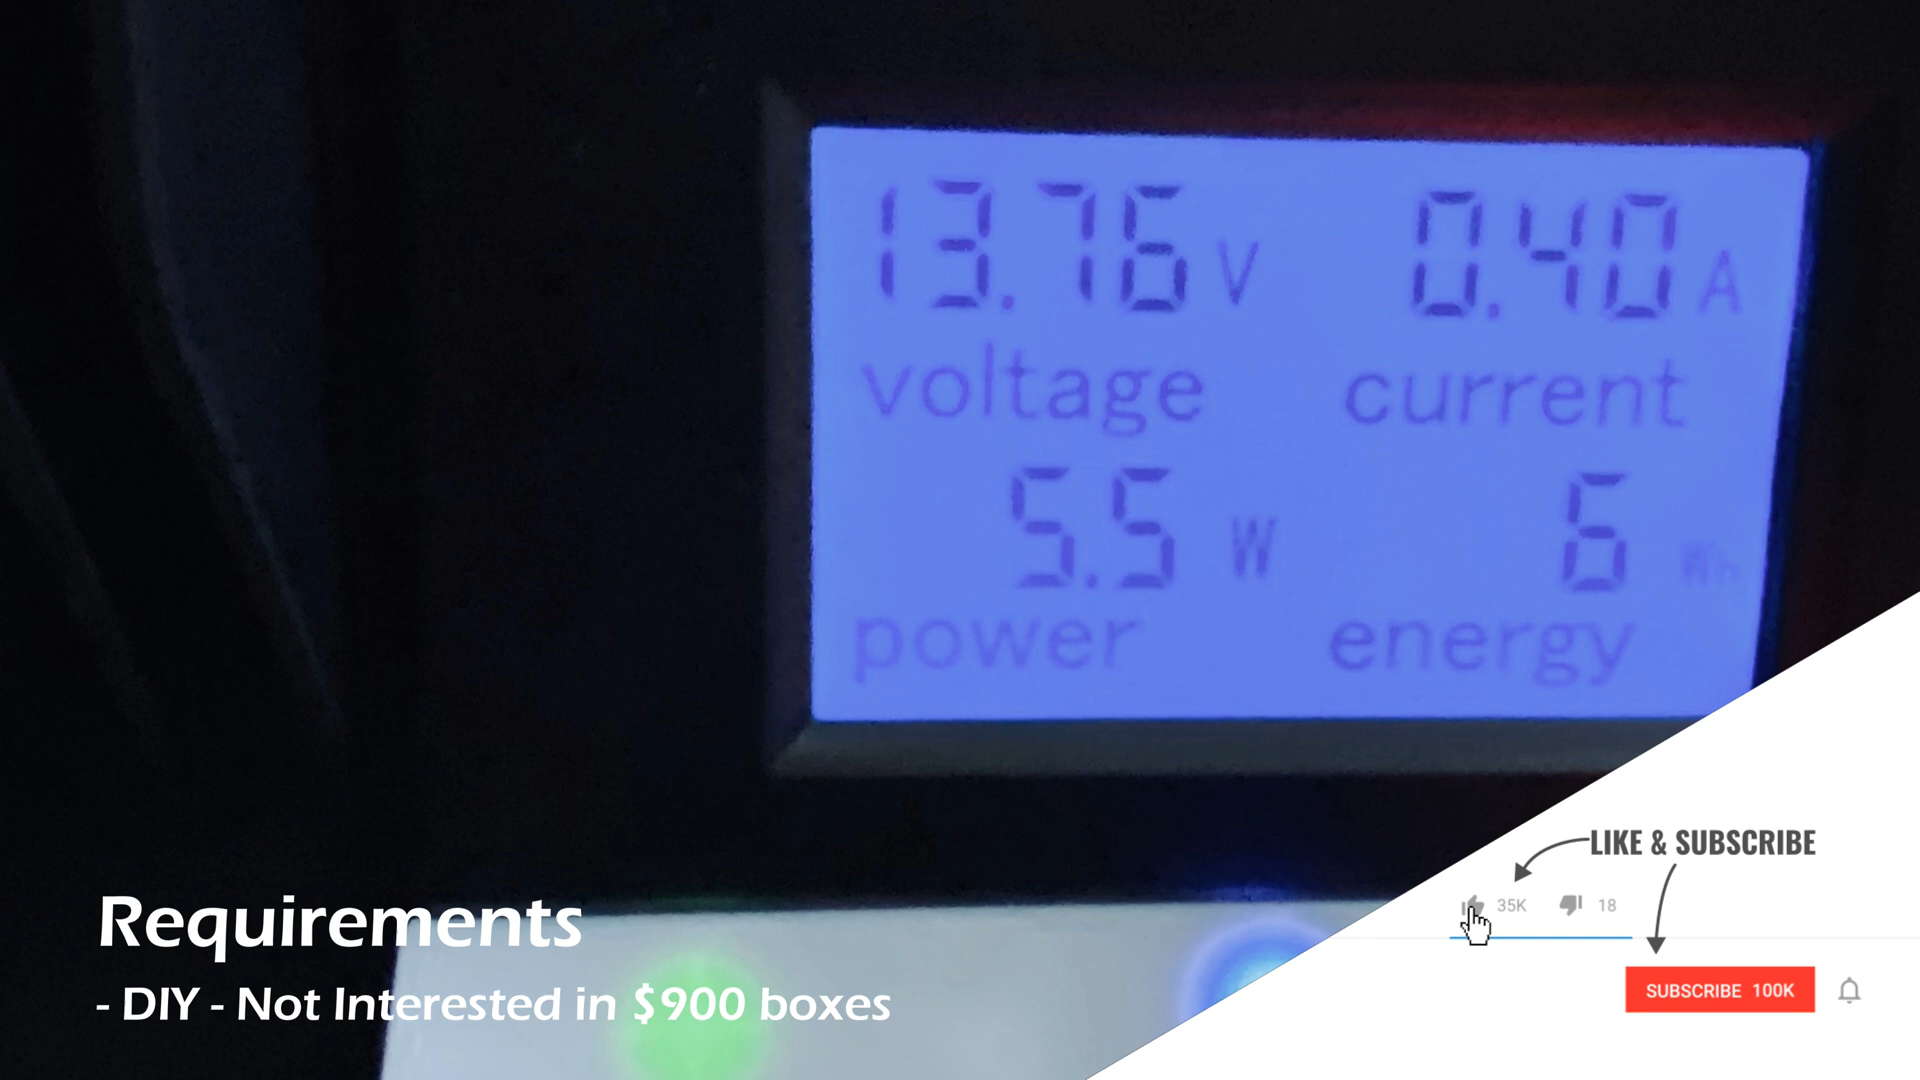 13.76 V 0.40 A
voltage current
5.5 W 6 Wh
power energy
Requirements
- DIY - Not Interested in $900 boxes
LIKE & SUBSCRIBE
35K 18
SUBSCRIBE 100K